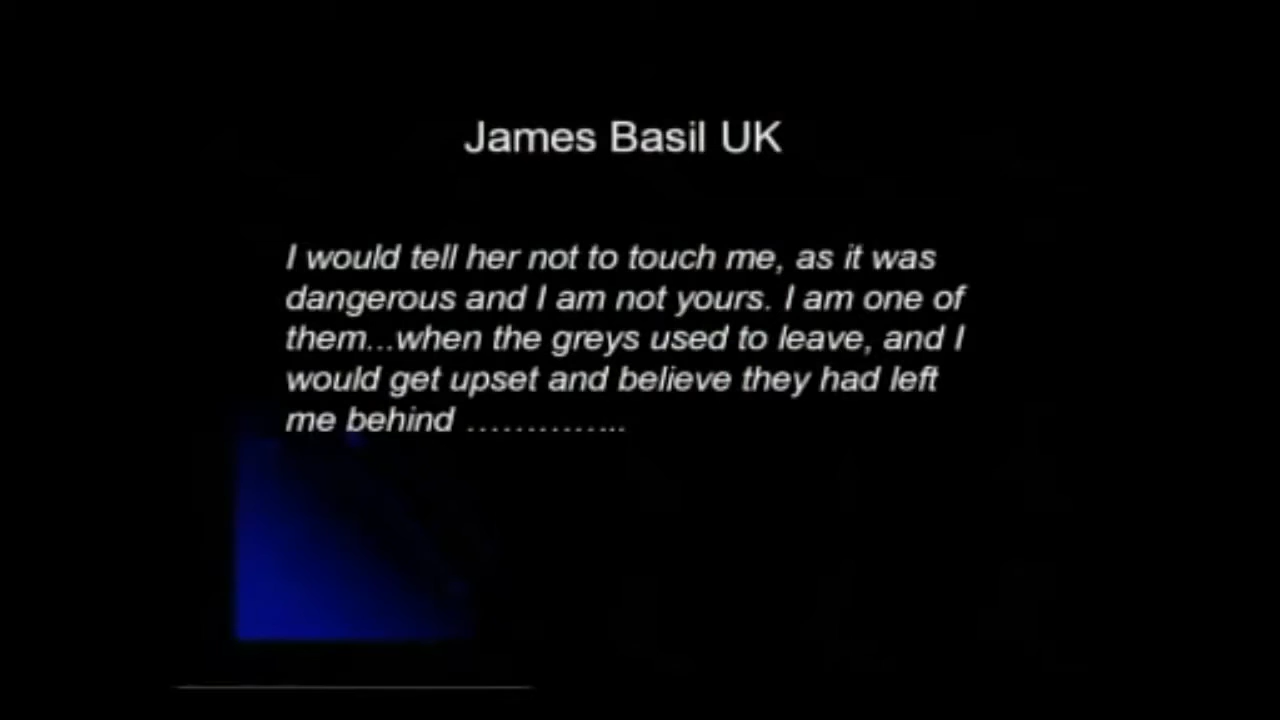 James Basil UK
I would tell her not to touch me, as it was
dangerous and I am not yours. I am one of
them...when the greys used to leave, and I
would get upset and believe they had left
me behind …………..